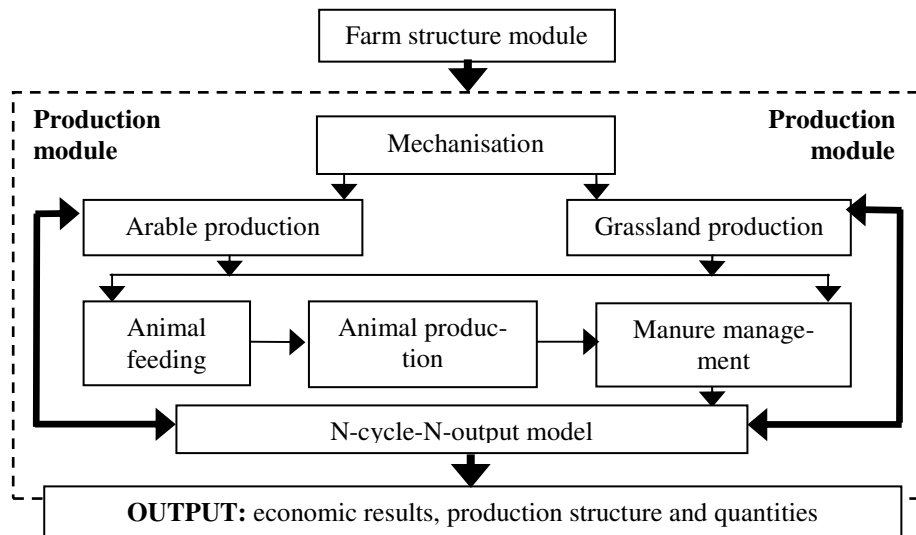 Farm structure module
Production
module
Production
module
Mechanisation
Arable production
Grassland production
Animal
feeding
Animal produc-
tion
Manure manage-
ment
N-cycle-N-output model
OUTPUT: economic results, production structure and quantities